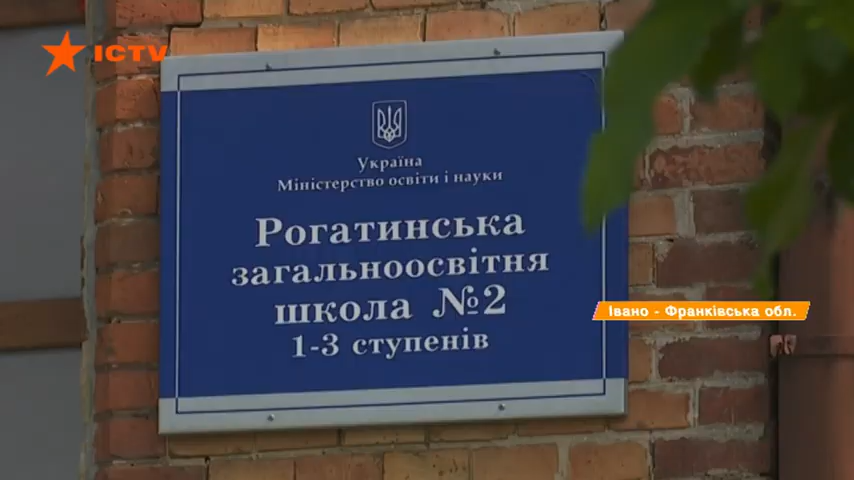 ICTV
Україна
Міністерство освіти і науки
Рогатинська
загальноосвітня
школа №2
1-3 ступенів
Івано - Франківська обл.